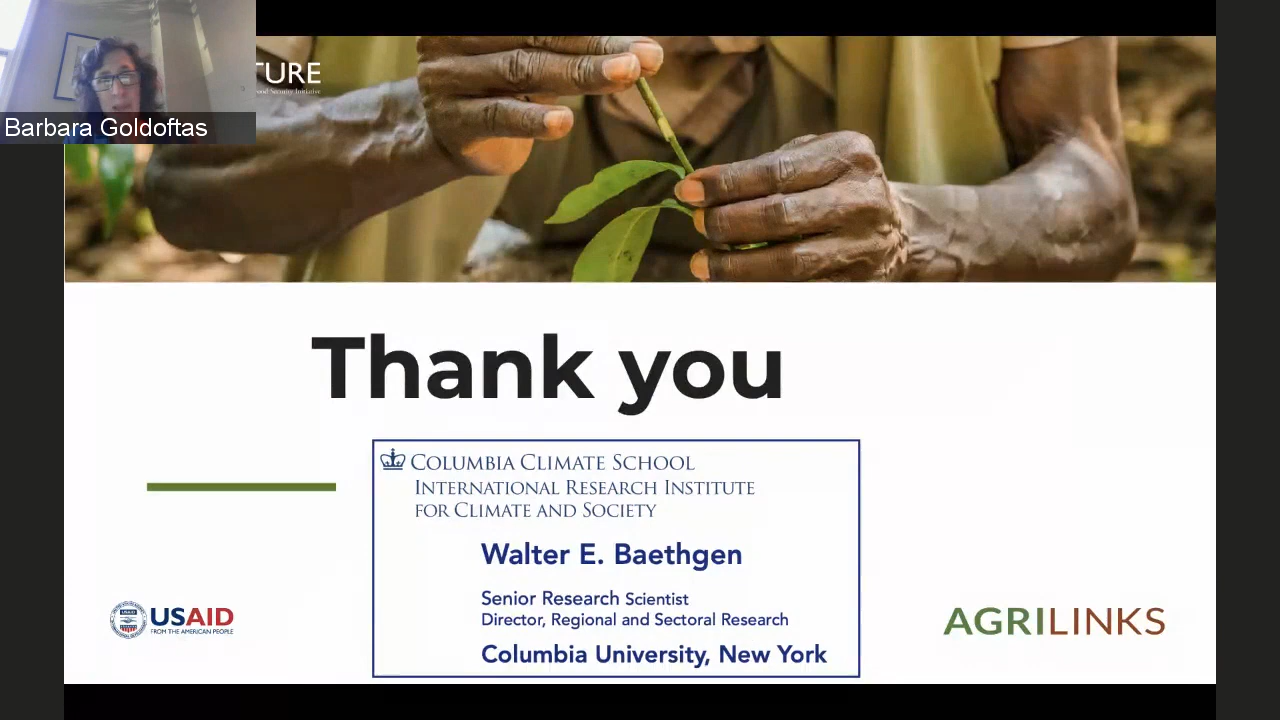 TURE
Barbara Goldoftas
Thank you
COLUMBIA CLIMATE SCHOOL
INTERNATIONAL RESEARCH INSTITUTE
FOR CLIMATE AND SOCIETY
Walter E. Baethgen
Senior Research Scientist
Director, Regional and Sectoral Research
Columbia University, New York
USAID
FROM THE AMERICAN PEOPLE
AGRILINKS